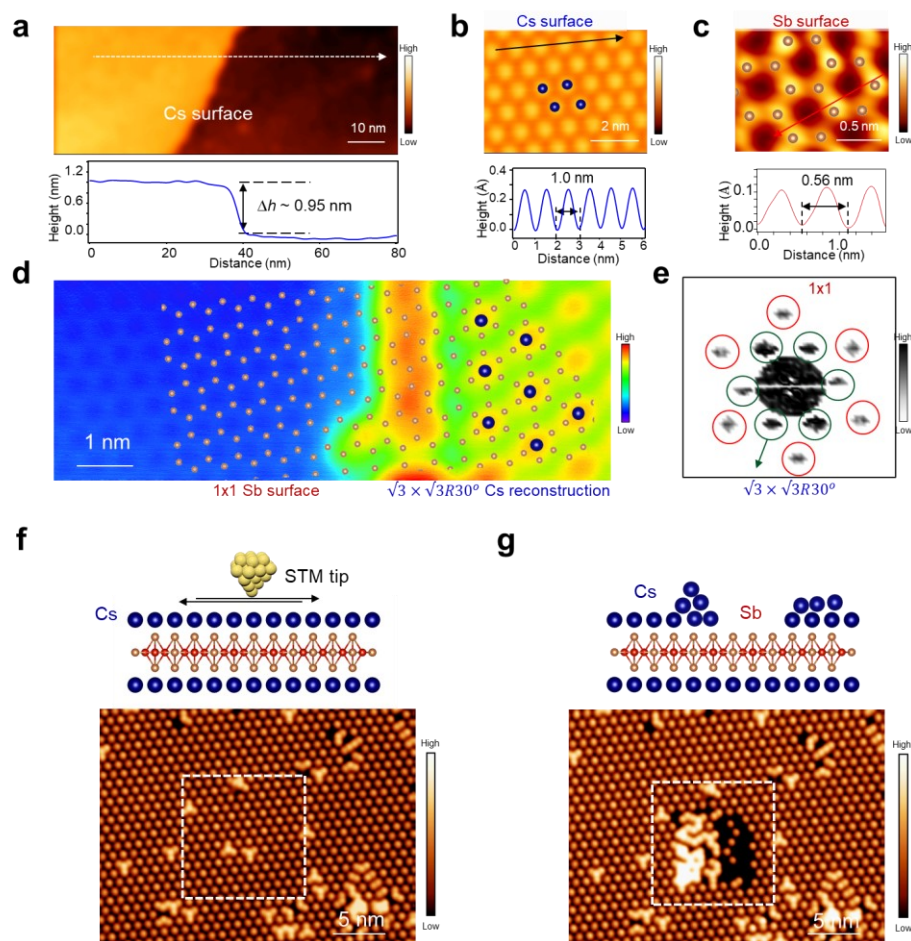 a
High
Low
Cs surface
10 nm
Height (nm)
1.2
0.6
0.0
Δh ~ 0.95 nm
0
20
40
60
80
Distance (nm)
b
Cs surface
High
Low
2 nm
Height (Å)
0.4
0.2
0.0
1.0 nm
0 1 2 3 4 5 6
Distance (nm)
c
Sb surface
High
Low
0.5 nm
Height (Å)
0.1
0.0
0.56 nm
0.0
1.0
Distance (nm)
d
High
Low
1 nm
1x1 Sb surface
√3 × √3R30° Cs reconstruction
e
1x1
High
Low
√3 × √3R30°
f
STM tip
Cs
High
Low
5 nm
g
Cs
Sb
High
Low
5 nm